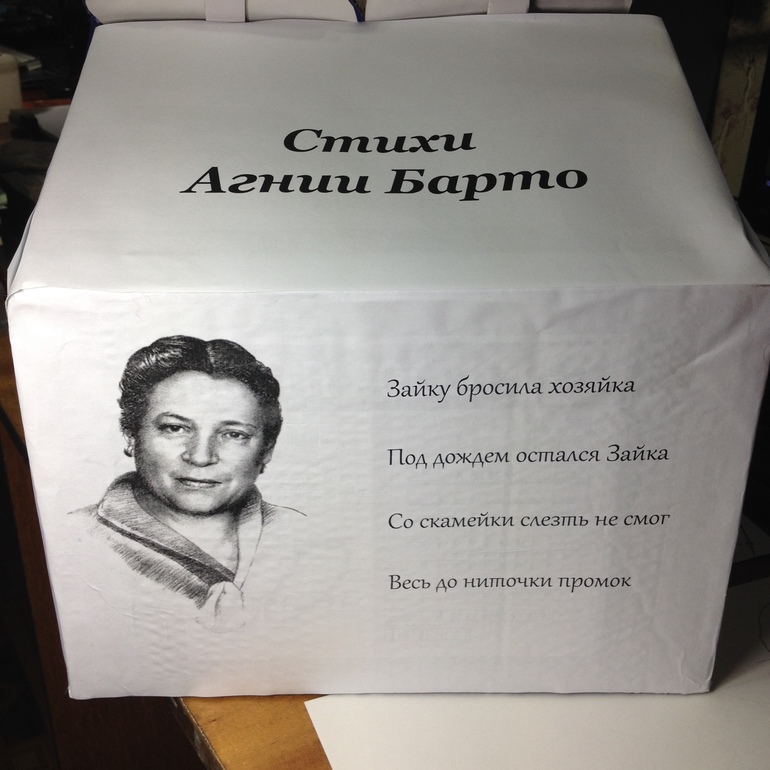 Стихи
Агнии Барто
Зайку бросила хозяйка
Под дождем остался Зайка
Со скамейки слезть не смог
Весь до ниточки промок